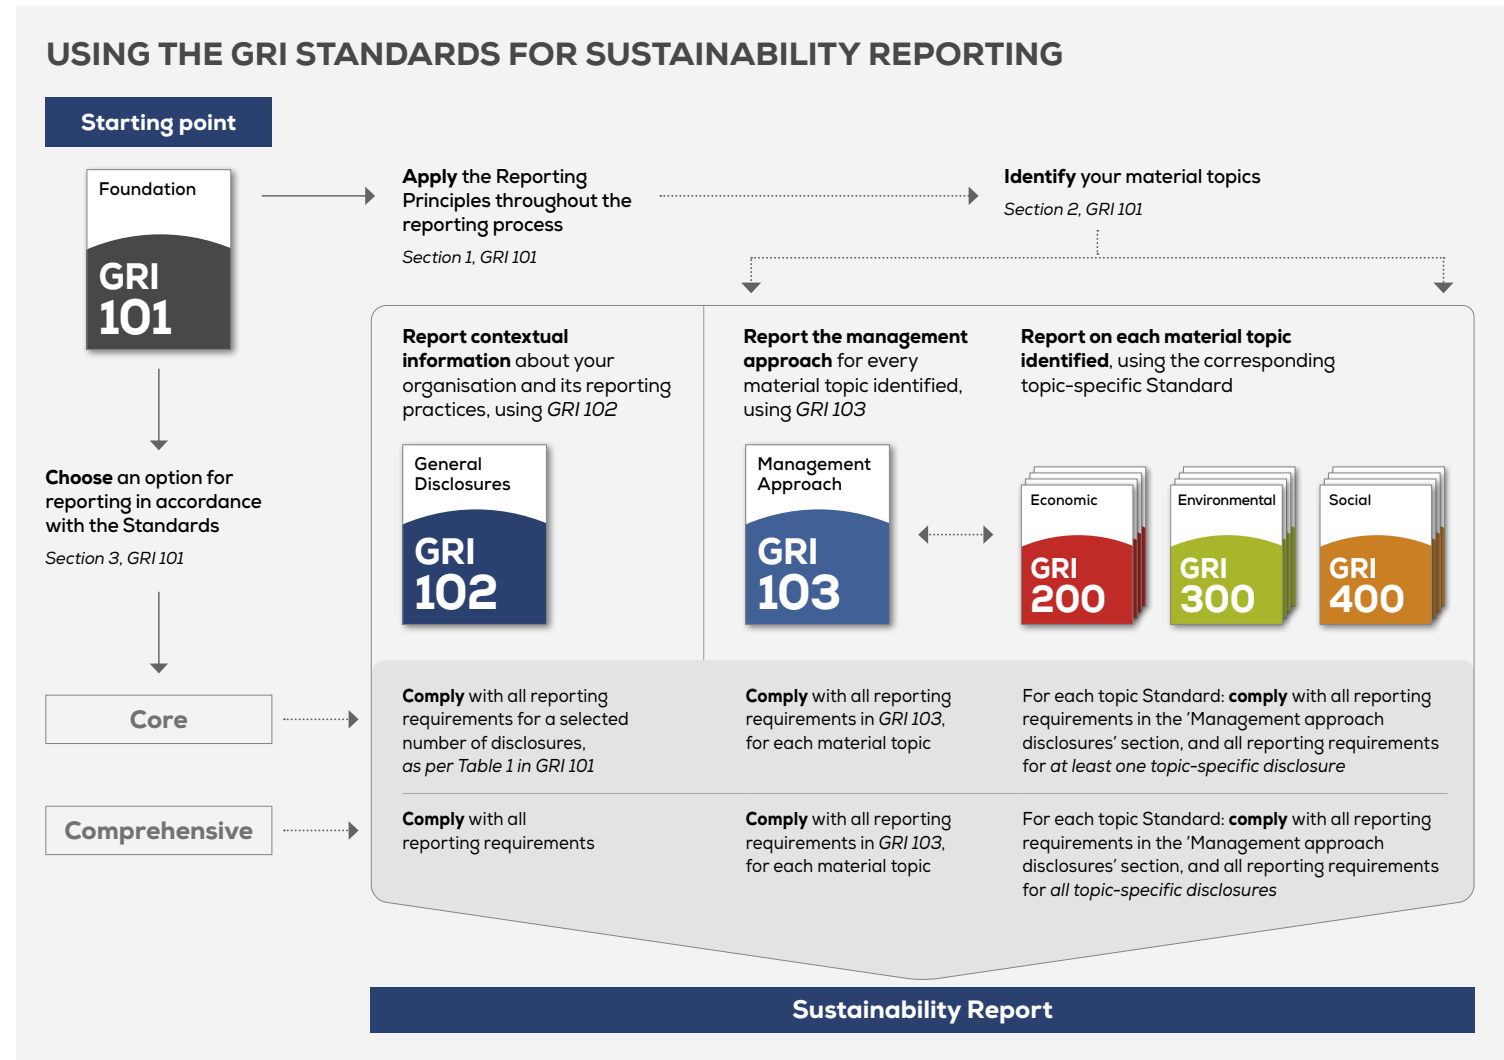 USING THE GRI STANDARDS FOR SUSTAINABILITY REPORTING
Starting point
Foundation
GRI
101
Apply the Reporting
Principles throughout the
reporting process
Section 1, GRI 101
Identify your material topics
Section 2, GRI 101
Choose an option for
reporting in accordance
with the Standards
Section 3, GRI 101
Report contextual
information about your
organisation and its reporting
practices, using GRI 102
General
Disclosures
GRI
102
Report the management
approach for every
material topic identified,
using GRI 103
Management
Approach
GRI
103
Report on each material topic
identified, using the corresponding
topic-specific Standard
Economic
GRI
200
Environmental
GRI
300
Social
GRI
400
Core
Comply with all reporting
requirements for a selected
number of disclosures,
as per Table 1 in GRI 101
Comply with all reporting
requirements in GRI 103,
for each material topic
For each topic Standard: comply with all reporting
requirements in the ‘Management approach
disclosures’ section, and all reporting requirements
for at least one topic-specific disclosure
Comprehensive
Comply with all
reporting requirements
Comply with all reporting
requirements in GRI 103,
for each material topic
For each topic Standard: comply with all reporting
requirements in the ‘Management approach
disclosures’ section, and all reporting requirements
for all topic-specific disclosures
Sustainability Report